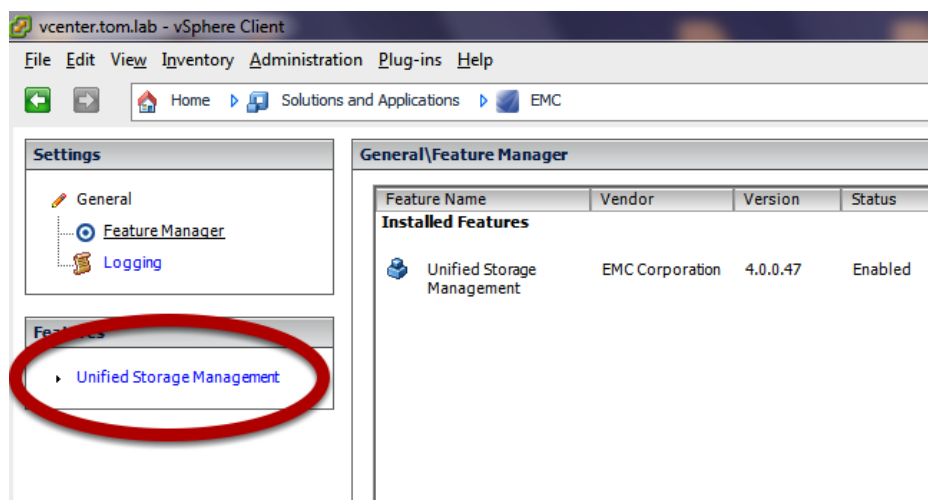 vcenter.tom.lab - vSphere Client
File Edit View Inventory Administration Plug-ins Help
Home Solutions and Applications EMC
Settings
General
Feature Manager
Logging
Features
Unified Storage Management
General\Feature Manager
Feature Name Vendor Version Status
Installed Features
Unified Storage EMC Corporation 4.0.0.47 Enabled
Management